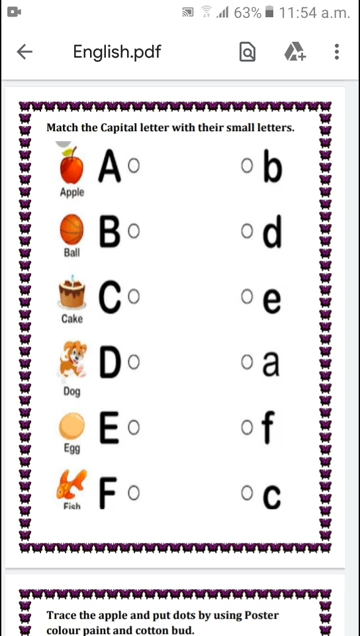 63% 11:54 a.m.
English.pdf
Match the Capital letter with their small letters.
A b
Apple
B d
Ball
C e
Cake
D a
Dog
E f
Egg
F c
Fish
Trace the apple and put dots by using Poster
colour paint and cotton bud.